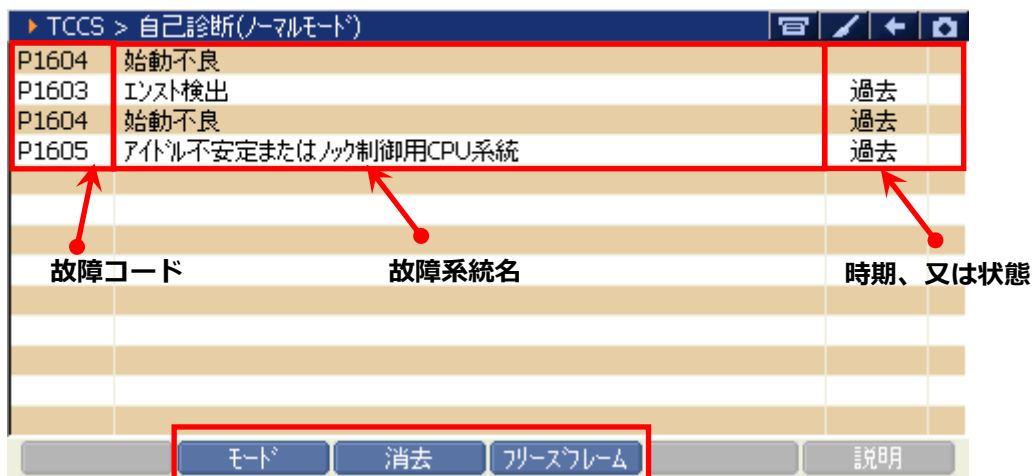 TCCS > 自己診断(ﾉｰﾏﾙﾓｰﾄﾞ)
P1604 始動不良
P1603 ｴﾝｽﾄ検出 過去
P1604 始動不良 過去
P1605 ｱｲﾄﾞﾙ不安定またはﾉｯｸ制御用CPU系統 過去
故障コード 故障系統名 時期、又は状態
ﾓｰﾄﾞ 消去 ﾌﾘｰｽﾞﾌﾚｰﾑ 説明